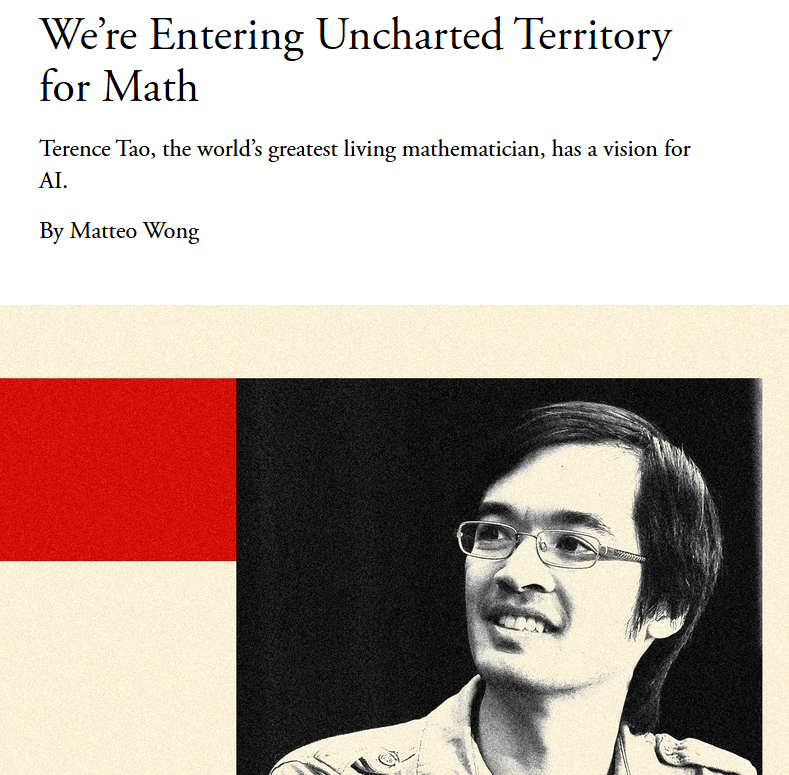 We’re Entering Uncharted Territory
for Math
Terence Tao, the world’s greatest living mathematician, has a vision for
AI.
By Matteo Wong